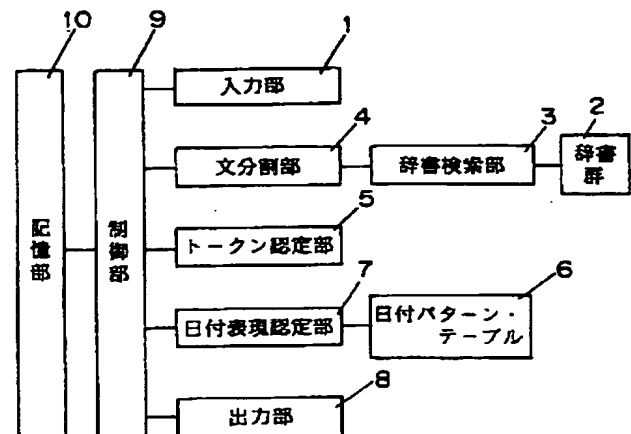 10
9
1
入力部
4
3
2
文分割部
辞書検索部
辞書
群
5
記憶部
制御部
トークン認定部
7
6
日付表現認定部
日付パターン・
テーブル
8
出力部